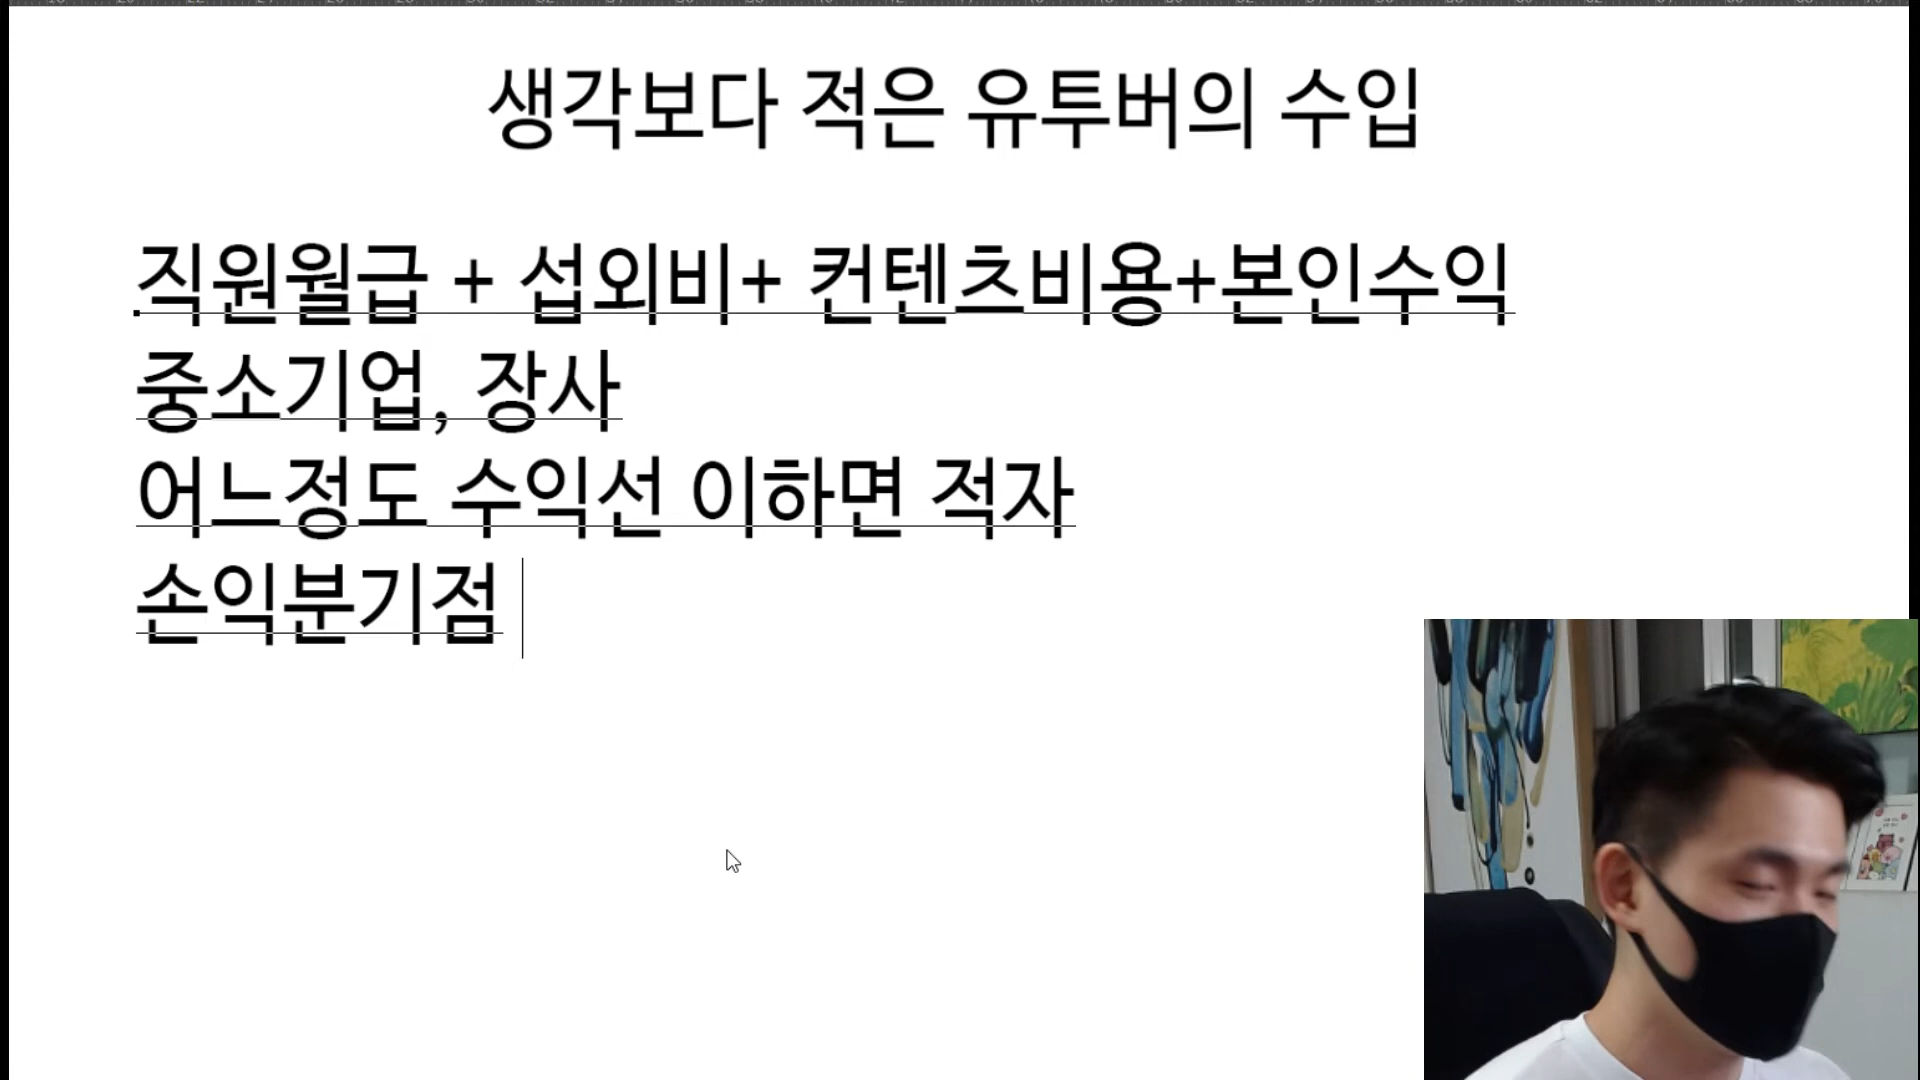 생각보다 적은 유투버의 수입
직원월급 + 섭외비+ 컨텐츠비용+본인수익
중소기업, 장사
어느정도 수익선 이하면 적자
손익분기점